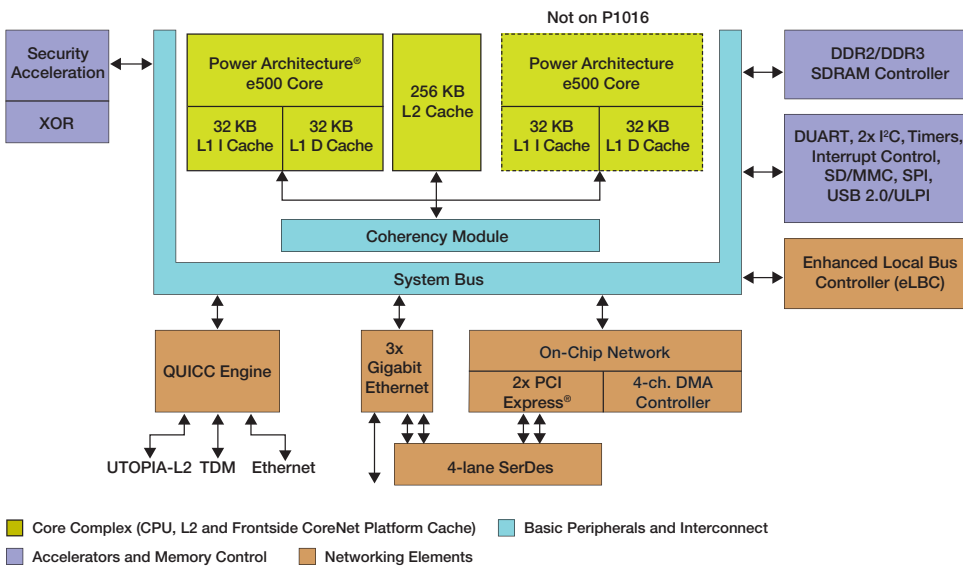 Not on P1016
Security
Acceleration
XOR
Power Architecture®
e500 Core
32 KB
L1 I Cache
32 KB
L1 D Cache
256 KB
L2 Cache
Power Architecture
e500 Core
32 KB
L1 I Cache
32 KB
L1 D Cache
DDR2/DDR3
SDRAM Controller
DUART, 2x I²C, Timers,
Interrupt Control,
SD/MMC, SPI,
USB 2.0/ULPI
Coherency Module
System Bus
Enhanced Local Bus
Controller (eLBC)
QUICC Engine
3x
Gigabit
Ethernet
On-Chip Network
2x PCI
Express®
4-ch. DMA
Controller
UTOPIA-L2
TDM
Ethernet
4-lane SerDes
Core Complex (CPU, L2 and Frontside CoreNet Platform Cache)
Basic Peripherals and Interconnect
Accelerators and Memory Control
Networking Elements